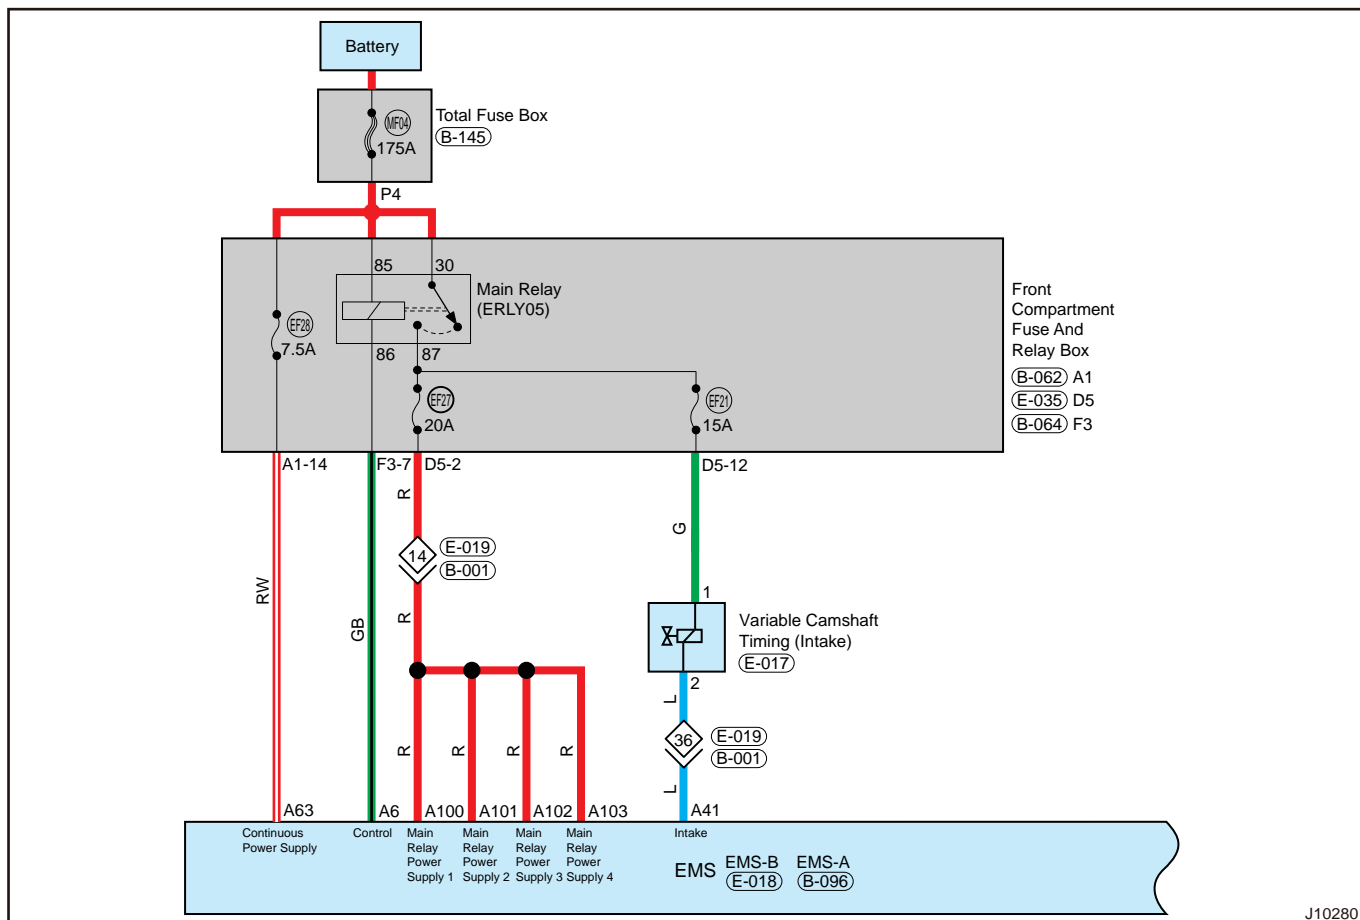 Battery
MF04
175A
Total Fuse Box
B-145
P4
85
30
Main Relay
(ERLY05)
86
87
EF28
7.5A
EF27
20A
EF21
15A
Front
Compartment
Fuse And
Relay Box
B-062 A1
E-035 D5
B-064 F3
A1-14
F3-7
D5-2
D5-12
R
G
14
E-019
B-001
RW
GB
R
1
Variable Camshaft
Timing (Intake)
E-017
2
L
36
E-019
B-001
R
R
R
R
L
A63
A6
A100
A101
A102
A103
A41
Continuous
Power Supply
Control
Main
Relay
Power
Supply 1
Main
Relay
Power
Supply 2
Main
Relay
Power
Supply 3
Main
Relay
Power
Supply 4
Intake
EMS
EMS-B
E-018
EMS-A
B-096
J10280